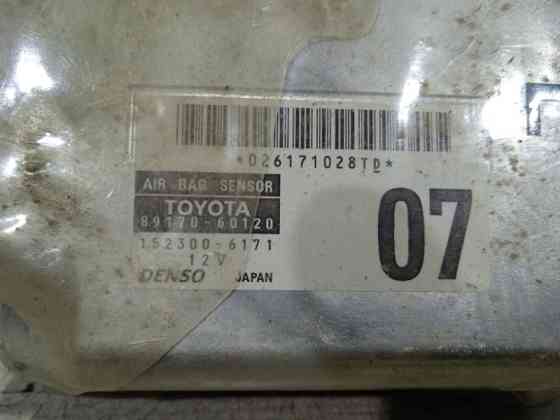 *026171028TD*
AIR BAG SENSOR
TOYOTA
89170-60120
152300-6171
12V
DENSO JAPAN
07